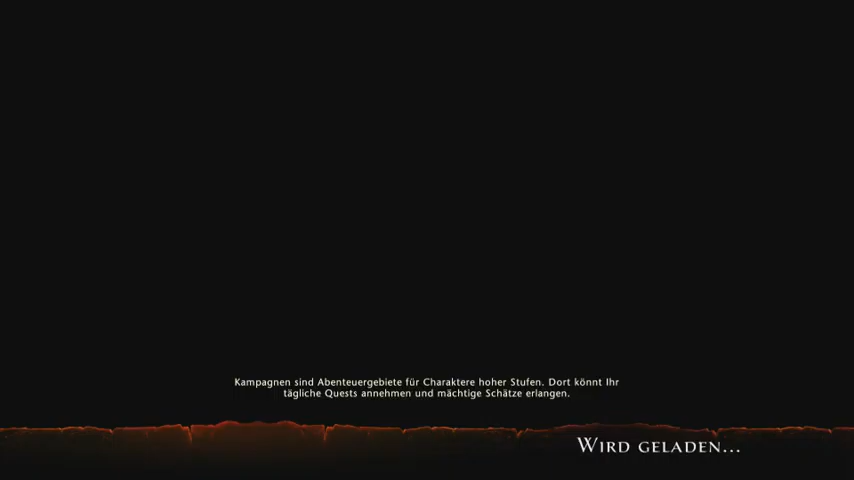 Kampagnen sind Abenteuergebiete für Charaktere hoher Stufen. Dort könnt Ihr
tägliche Quests annehmen und mächtige Schätze erlangen.
Wird geladen...